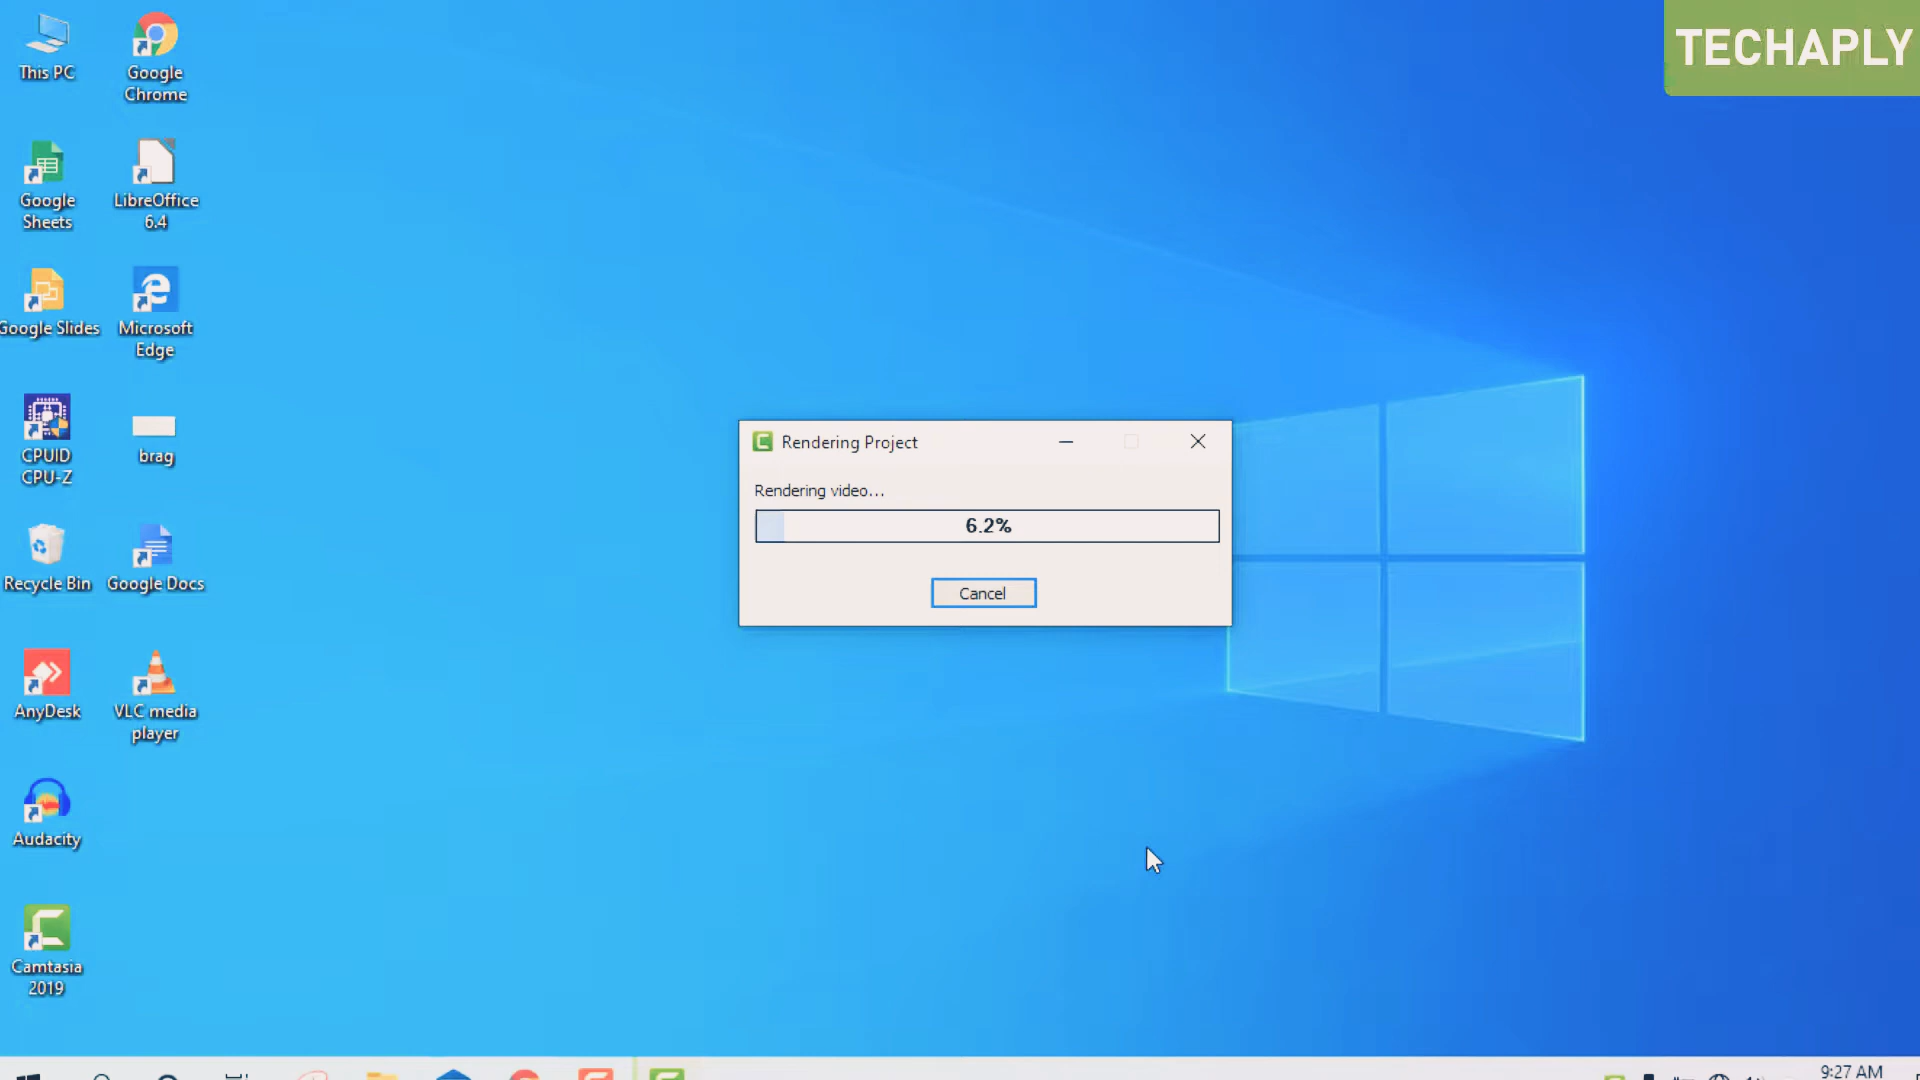 TECHAPLY
This PC
Google
Chrome
Google
Sheets
LibreOffice
6.4
Google Slides
Microsoft
Edge
CPUID
CPU-Z
brag
Rendering Project
Rendering video...
6.2%
Cancel
Recycle Bin
Google Docs
AnyDesk
VLC media
player
Audacity
Camtasia
2019
9:27 AM